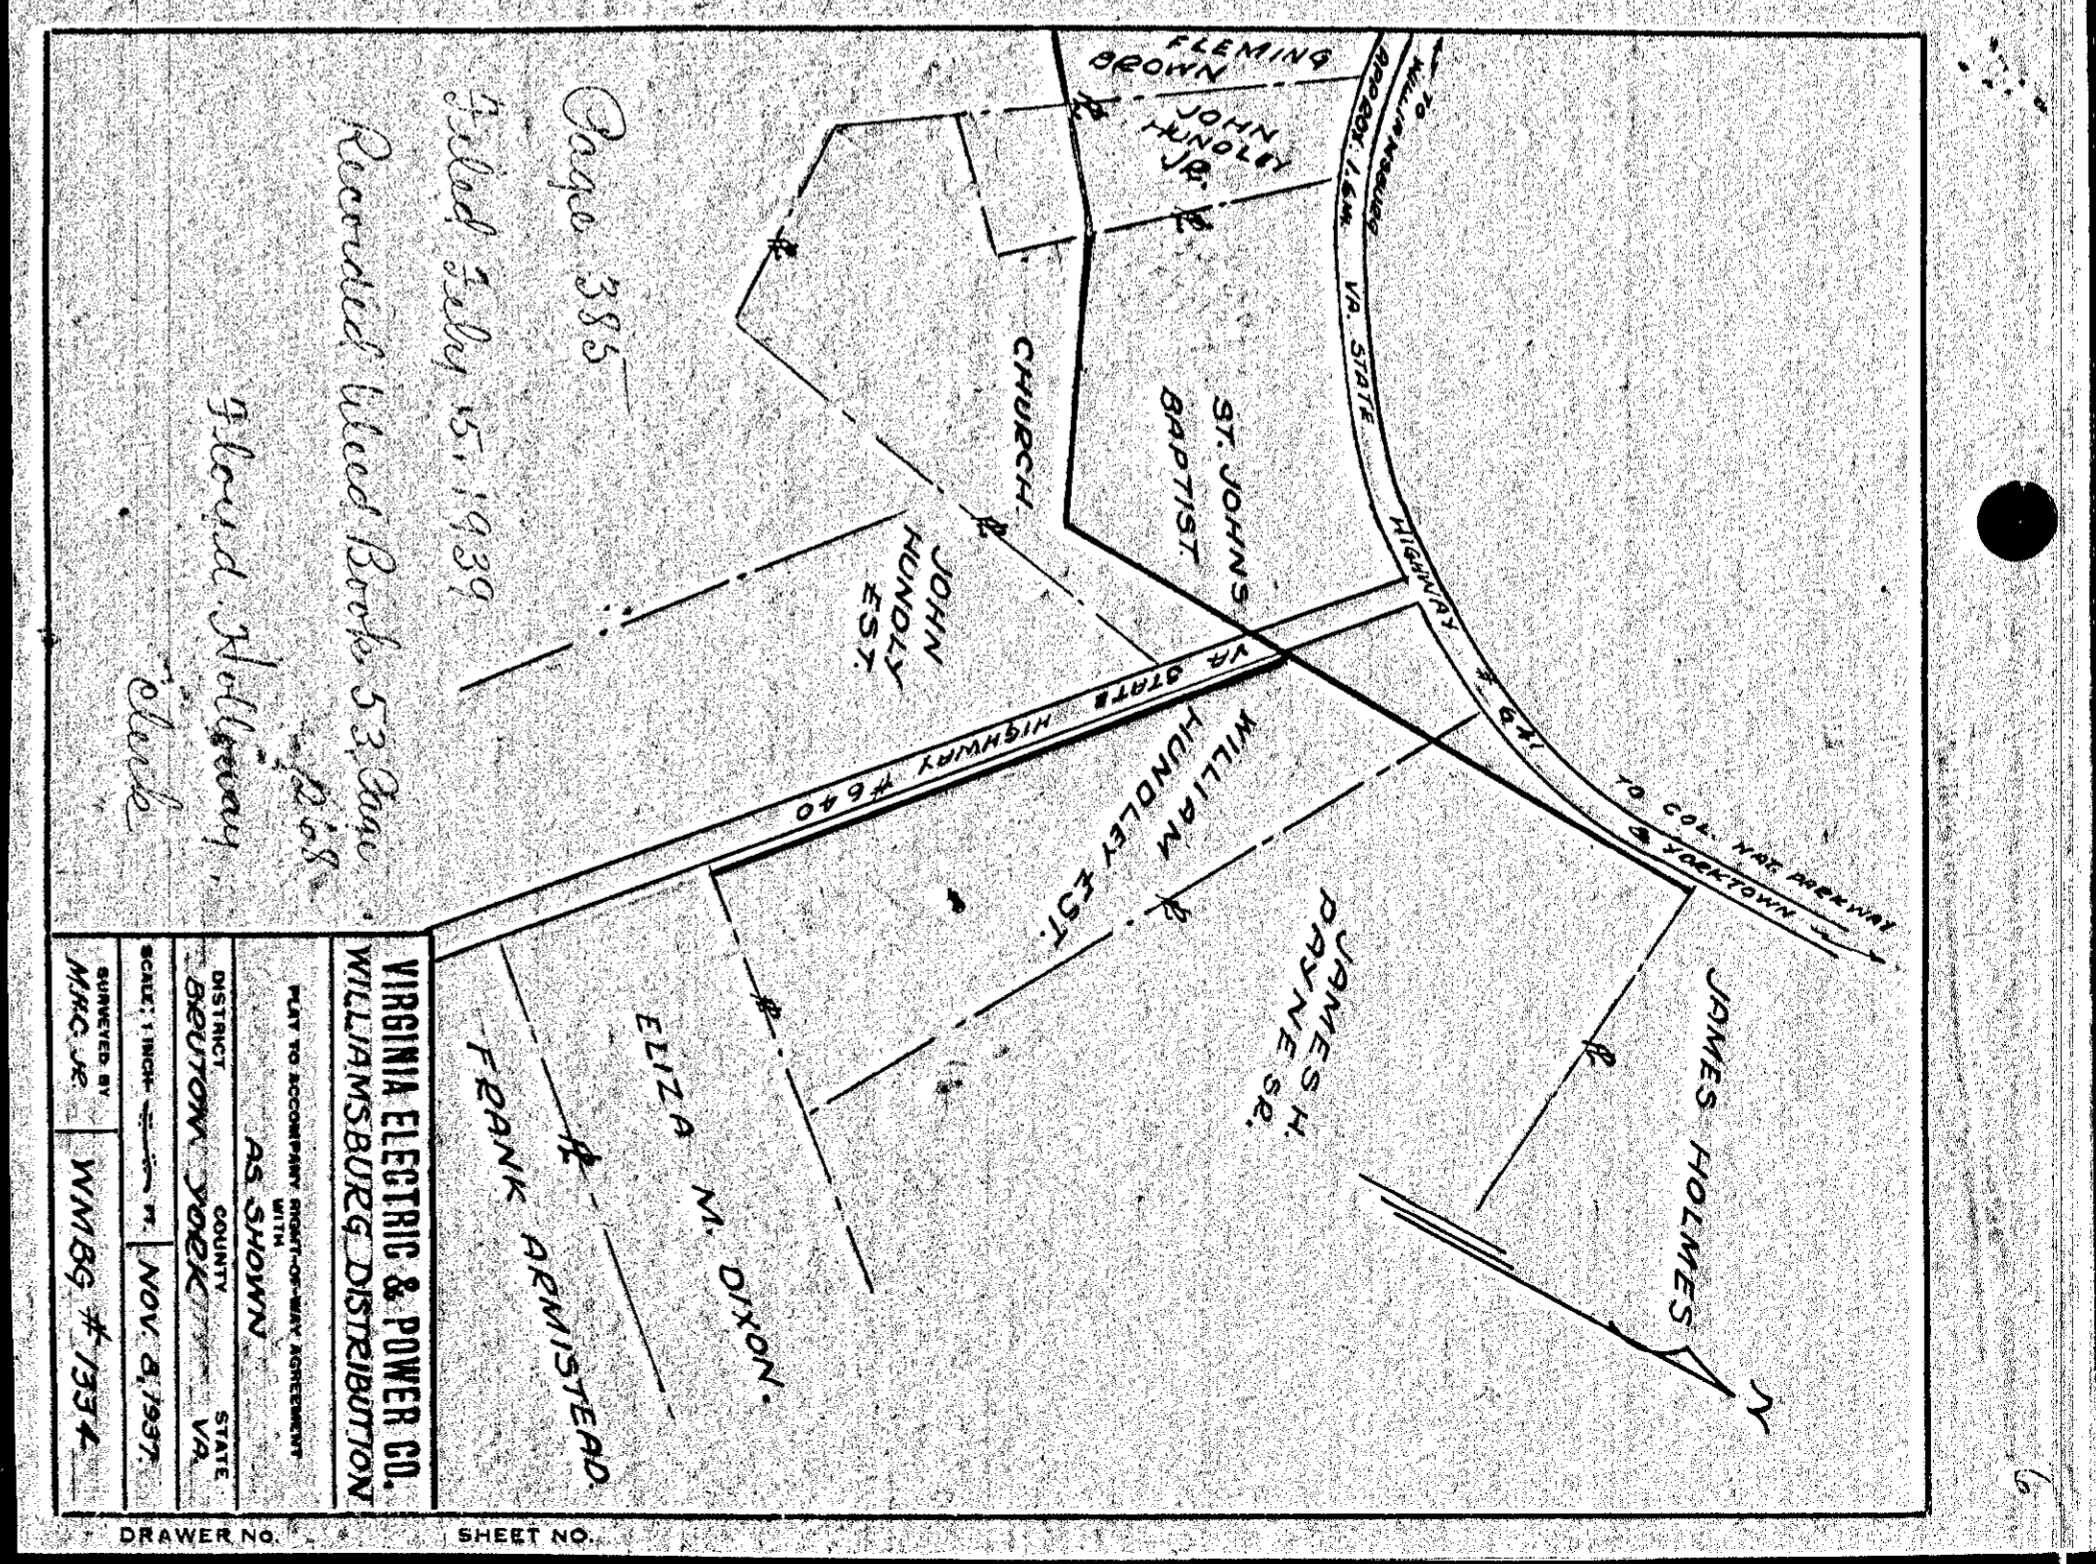 FLEMING
BROWN
JOHN
HUNDLEY
JR.
TO
WILLIAMSBURG
APPROX. 1.6 MI.
VA. STATE HIGHWAY # 169
TO COL. NAT. PARKWAY
& YORKTOWN
ST. JOHNS
BAPTIST
CHURCH.
JOHN
HUNDLY
EST.
VA STATE HIGHWAY #640
WILLIAM
HUNDLEY EST.
JAMES H.
PAYNE SR.
JAMES HOLMES
N
ELIZA M. DIXON.
FRANK ARMISTEAD.
Page 385
Filed Feby 15, 1939
Recorded Deed Book 53, Page
268
Floyd Holloway,
Clerk
VIRGINIA ELECTRIC & POWER CO.
WILLIAMSBURG DISTRIBUTION
PLAT TO ACCOMPANY RIGHT-OF-WAY AGREEMENT
WITH
AS SHOWN
DISTRICT COUNTY STATE
BRUTON YORK VA.
SCALE: 1 INCH FT. NOV. 8, 1937.
SURVEYED BY
MHC JR WMBG # 1334
DRAWER NO. SHEET NO.